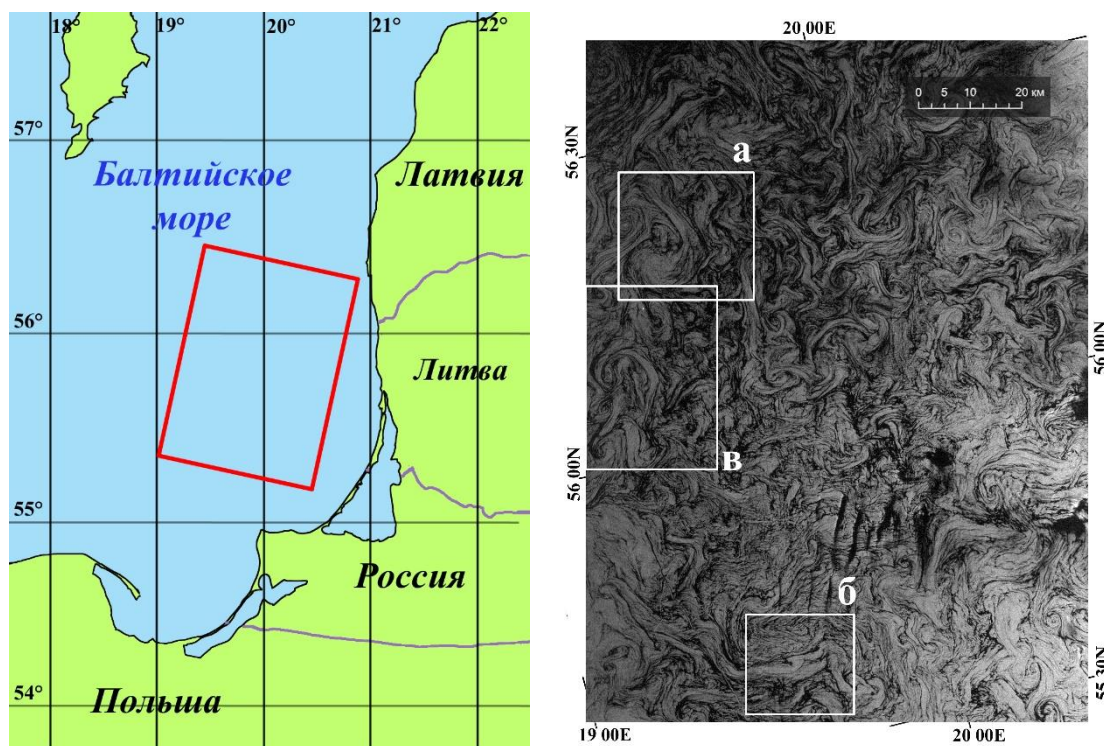 18° 19° 20° 21° 22°
57°
Балтийское
море
Латвия
56°
Литва
55°
Россия
54°
Польша
20 00E
0 5 10 20 км
56 30N
а
56 00N
в
56 00N
б
55 30N
19 00E
20 00E